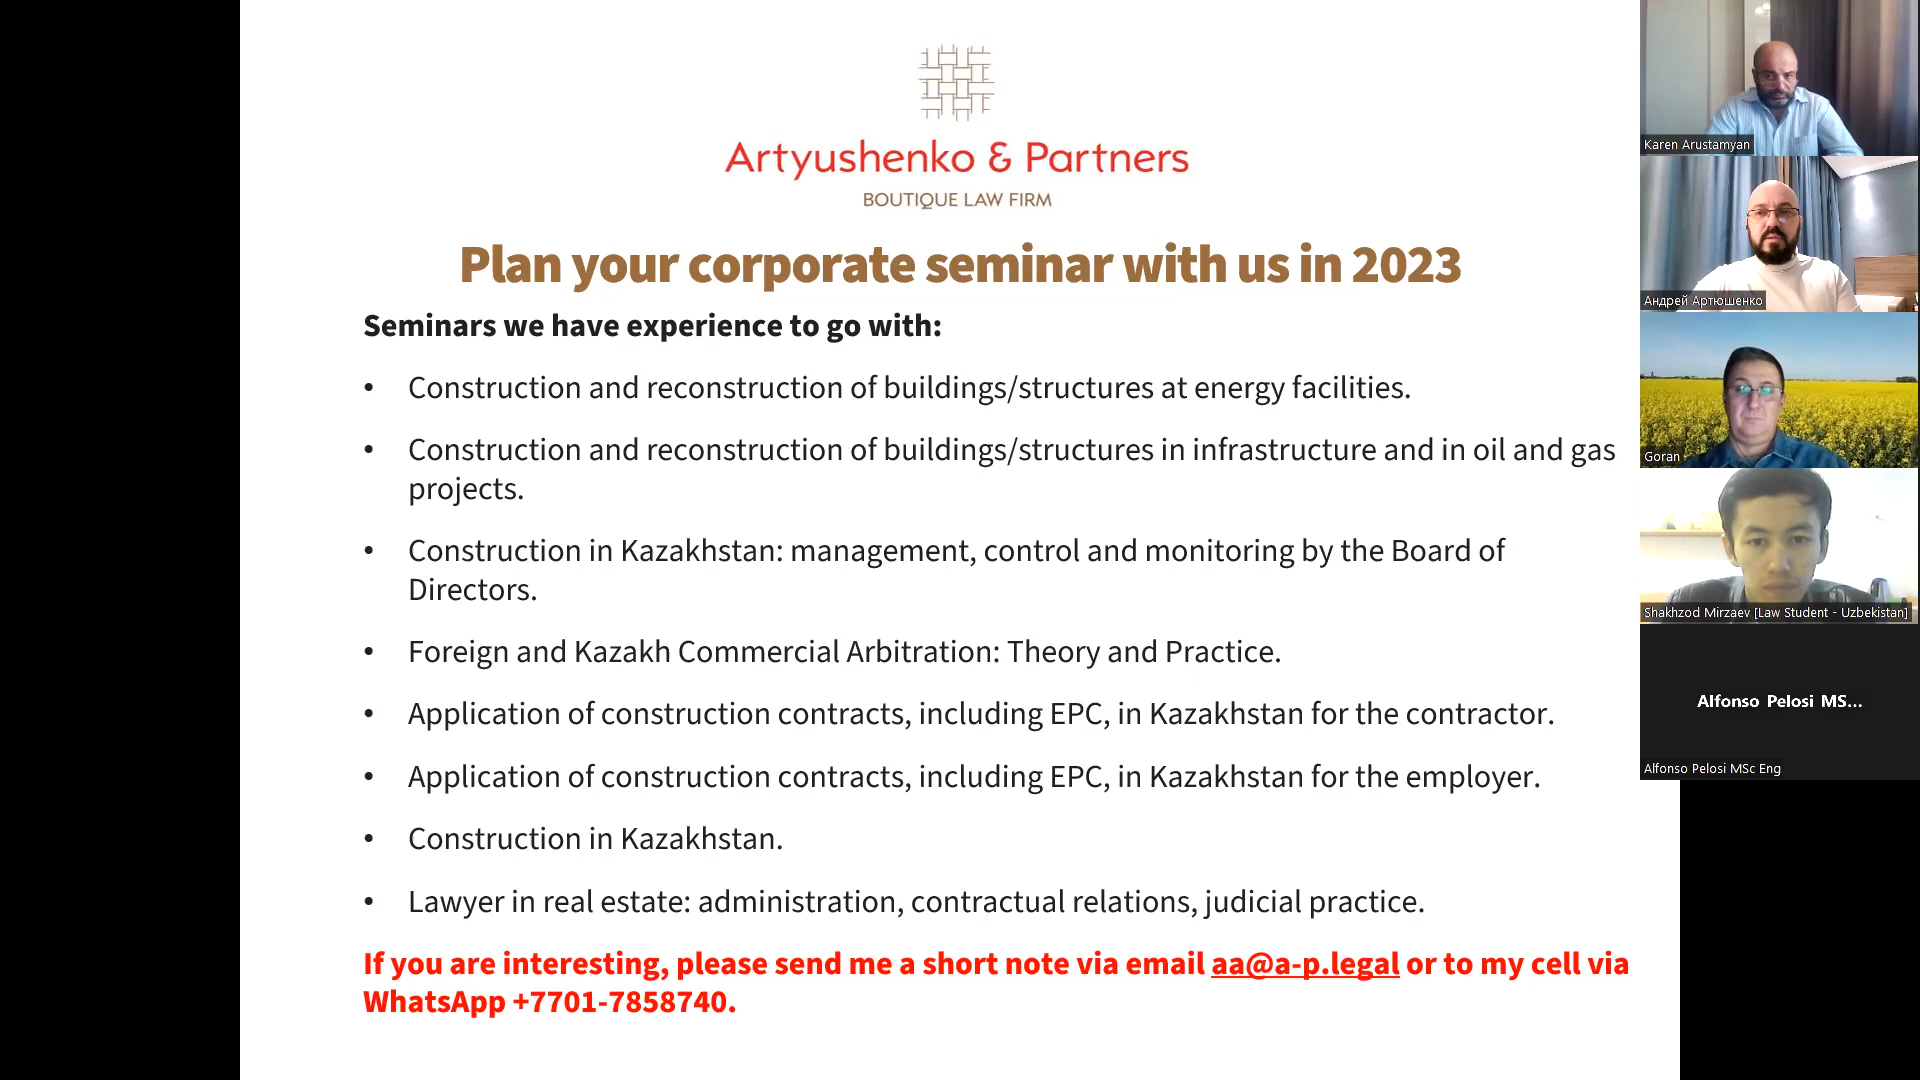 Artyushenko & Partners
BOUTIQUE LAW FIRM
Plan your corporate seminar with us in 2023
Seminars we have experience to go with:
• Construction and reconstruction of buildings/structures at energy facilities.
• Construction and reconstruction of buildings/structures in infrastructure and in oil and gas
projects.
• Construction in Kazakhstan: management, control and monitoring by the Board of
Directors.
• Foreign and Kazakh Commercial Arbitration: Theory and Practice.
• Application of construction contracts, including EPC, in Kazakhstan for the contractor.
• Application of construction contracts, including EPC, in Kazakhstan for the employer.
• Construction in Kazakhstan.
• Lawyer in real estate: administration, contractual relations, judicial practice.
If you are interesting, please send me a short note via email aa@a-p.legal or to my cell via
WhatsApp +7701-7858740.
Karen Arustamyan
Андрей Артюшенко
Goran
Shakhzod Mirzaev [Law Student - Uzbekistan]
Alfonso Pelosi MS...
Alfonso Pelosi MSc Eng